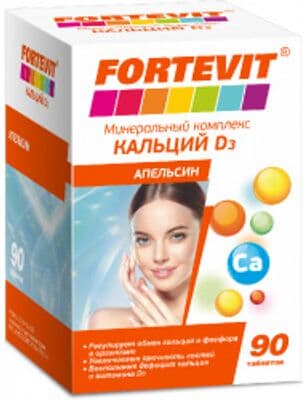 FORTEVIT®
Минеральный комплекс
КАЛЬЦИЙ D3
АПЕЛЬСИН
Ca
• Регулирует обмен кальция и фосфора
в организме
• Увеличивает прочность костей
• Восполняет дефицит кальция
и витамина D3
90
таблеток
90
таблеток